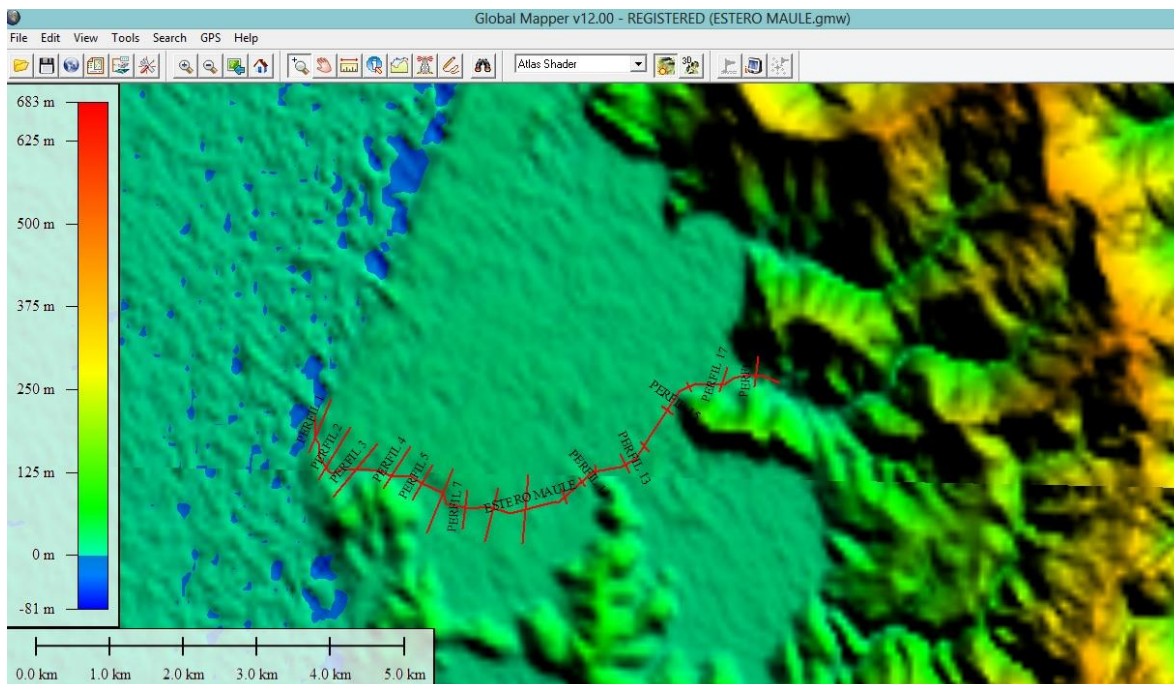 Global Mapper v12.00 - REGISTERED (ESTERO MAULE.gmw)
File Edit View Tools Search GPS Help
Atlas Shader
3D
683 m
625 m
500 m
375 m
250 m
125 m
0 m
-81 m
PERFIL 2
PERFIL 3
PERFIL 4
PERFIL 5
PERFIL 7
ESTERO MAULE
PERFIL 13
PERFIL 17
0.0 km 1.0 km 2.0 km 3.0 km 4.0 km 5.0 km